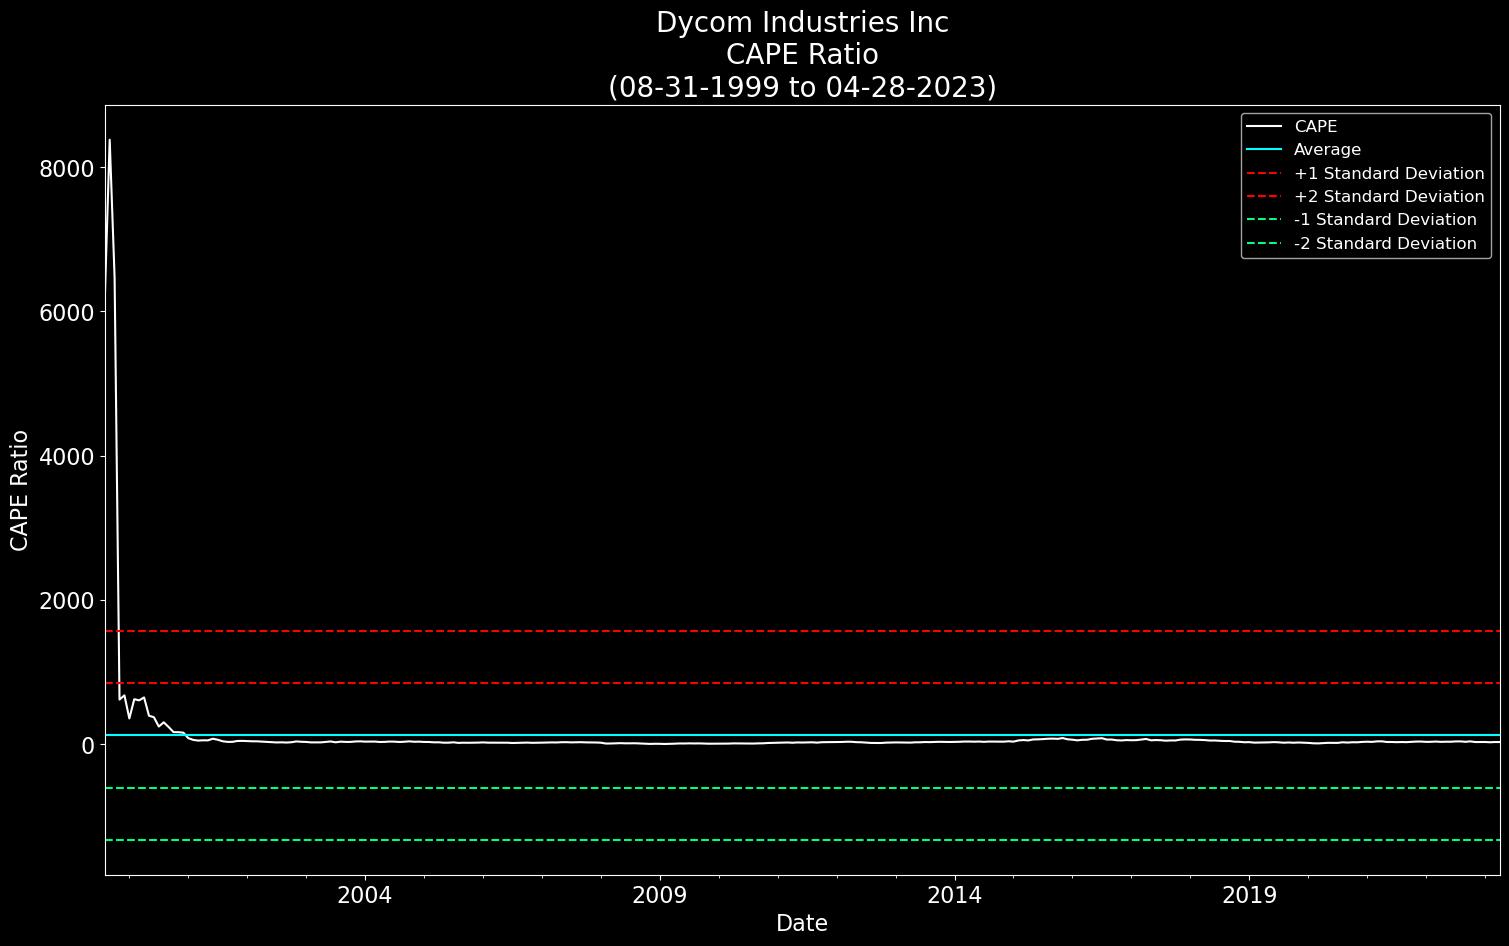 Dycom Industries Inc
CAPE Ratio
(08-31-1999 to 04-28-2023)
CAPE
Average
+1 Standard Deviation
+2 Standard Deviation
-1 Standard Deviation
-2 Standard Deviation
CAPE Ratio
8000
6000
4000
2000
0
2004
2009
2014
2019
Date